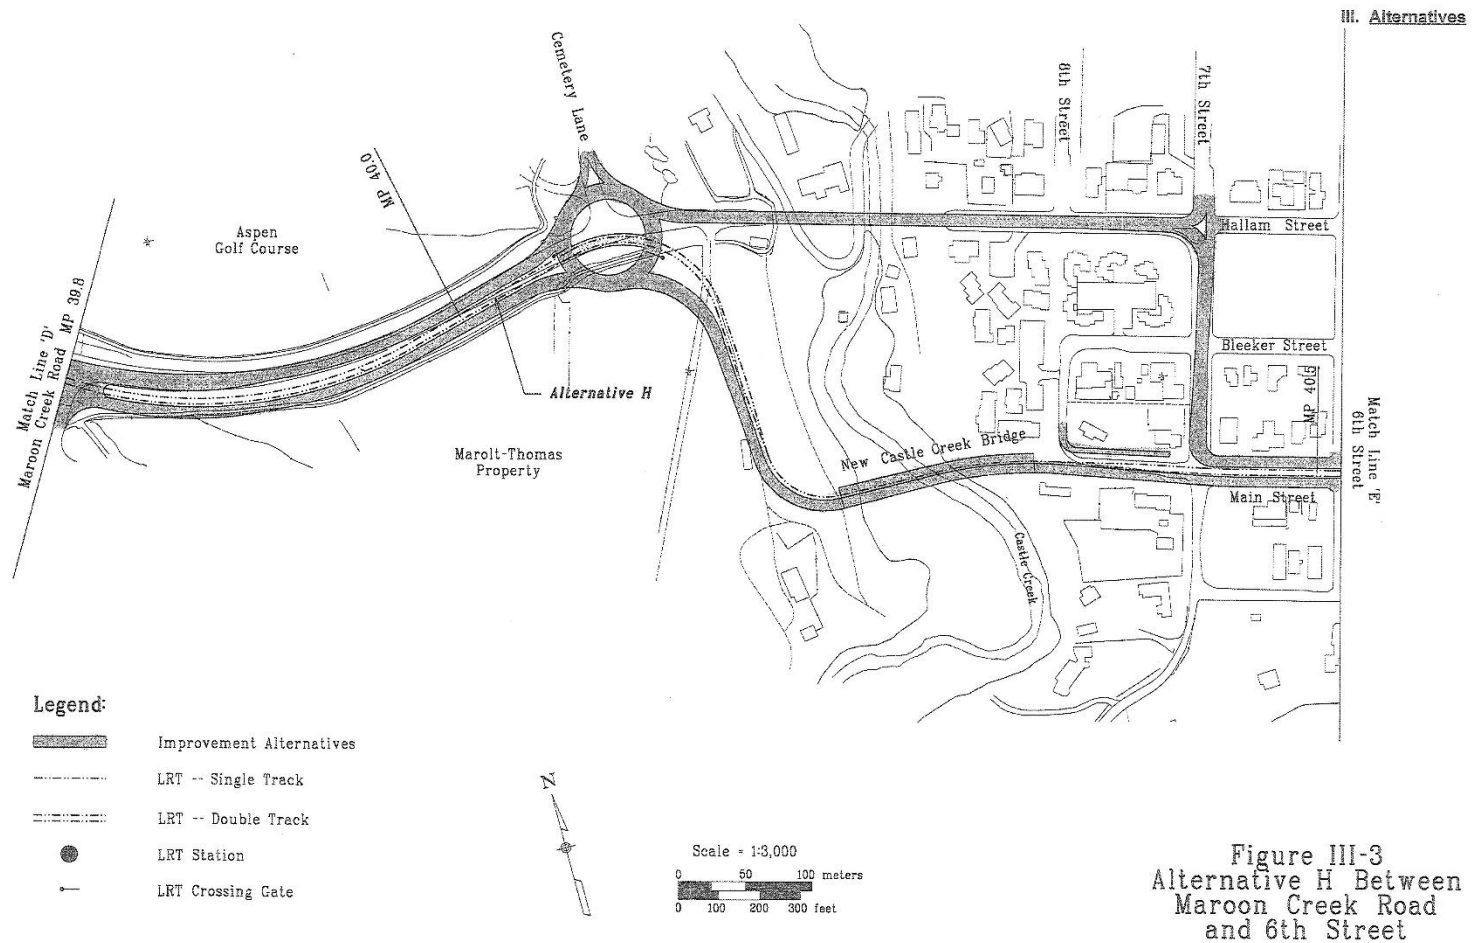 III. Alternatives
Cemetery Lane
8th Street
7th Street
MP 40.0
Aspen
Golf Course
Hallam Street
Match Line 'D'
Maroon Creek Road MP 39.8
Bleeker Street
Alternative H
MP 40.5
Match Line 'E'
6th Street
Marolt-Thomas
Property
New Castle Creek Bridge
Main Street
Castle Creek
Legend:
Improvement Alternatives
LRT -- Single Track
LRT -- Double Track
LRT Station
LRT Crossing Gate
N
Scale = 1:3,000
0 50 100 meters
0 100 200 300 feet
Figure III-3
Alternative H Between
Maroon Creek Road
and 6th Street